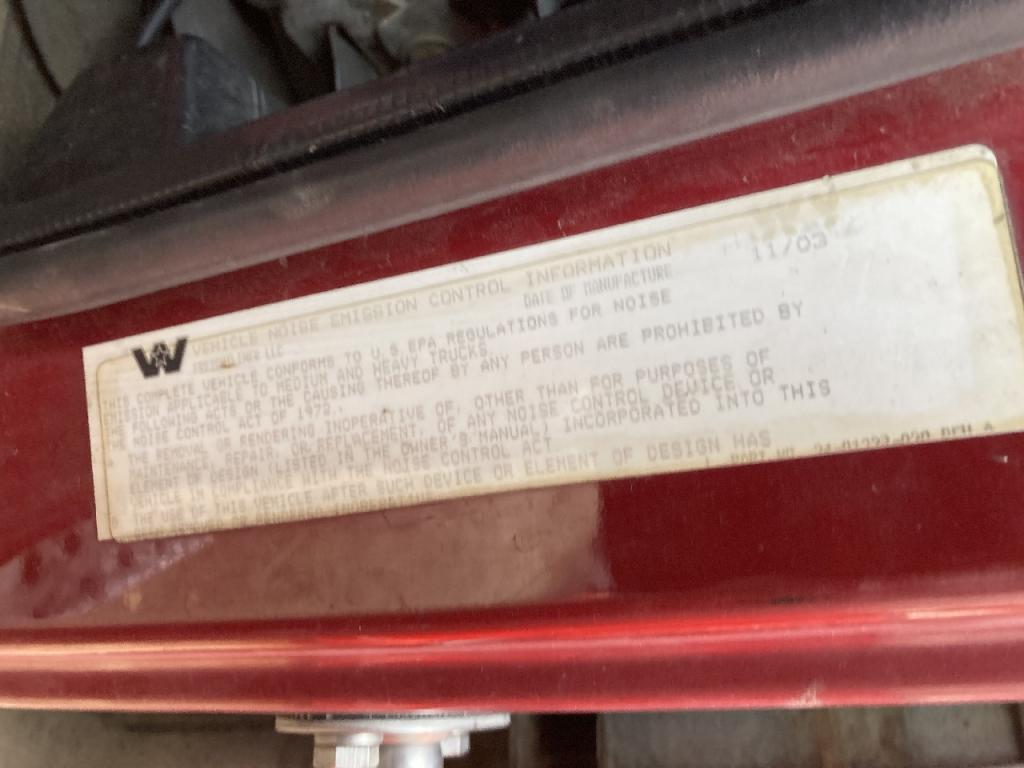 VEHICLE NOISE EMISSION CONTROL INFORMATION
11/03
FREIGHTLINER LLC
DATE OF MANUFACTURE
THIS COMPLETE VEHICLE CONFORMS TO U.S. EPA REGULATIONS FOR NOISE
EMISSION APPLICABLE TO MEDIUM AND HEAVY TRUCKS.
THE FOLLOWING ACTS OR THE CAUSING THEREOF BY ANY PERSON ARE PROHIBITED BY
THE NOISE CONTROL ACT OF 1972.
THE REMOVAL OR RENDERING INOPERATIVE OF, OTHER THAN FOR PURPOSES OF
MAINTENANCE, REPAIR, OR REPLACEMENT, OF ANY NOISE CONTROL DEVICE OR
ELEMENT OF DESIGN (LISTED IN THE OWNER'S MANUAL) INCORPORATED INTO THIS
VEHICLE IN COMPLIANCE WITH THE NOISE CONTROL ACT
THE USE OF THIS VEHICLE AFTER SUCH DEVICE OR ELEMENT OF DESIGN HAS
PART